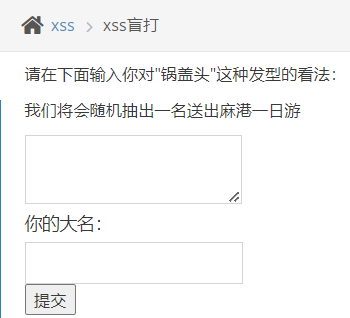 xss > xss盲打
请在下面输入你对"锅盖头"这种发型的看法：
我们将会随机抽出一名送出麻港一日游
你的大名：
提交